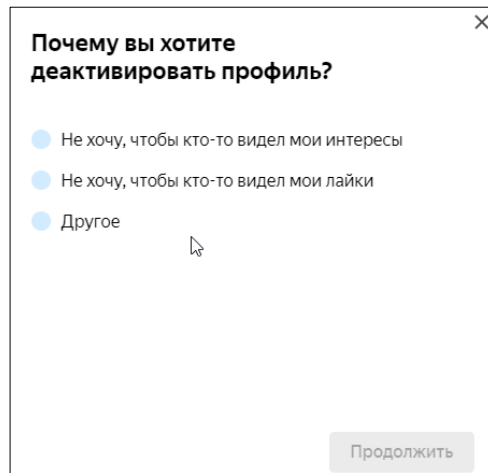 Почему вы хотите
деактивировать профиль?
Не хочу, чтобы кто-то видел мои интересы
Не хочу, чтобы кто-то видел мои лайки
Другое
Продолжить